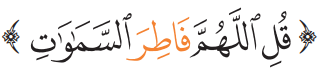 ﴿ قُلِ ٱللَّهُمَّ فَاطِرَ ٱلسَّمَٰوَٰتِ ﴾